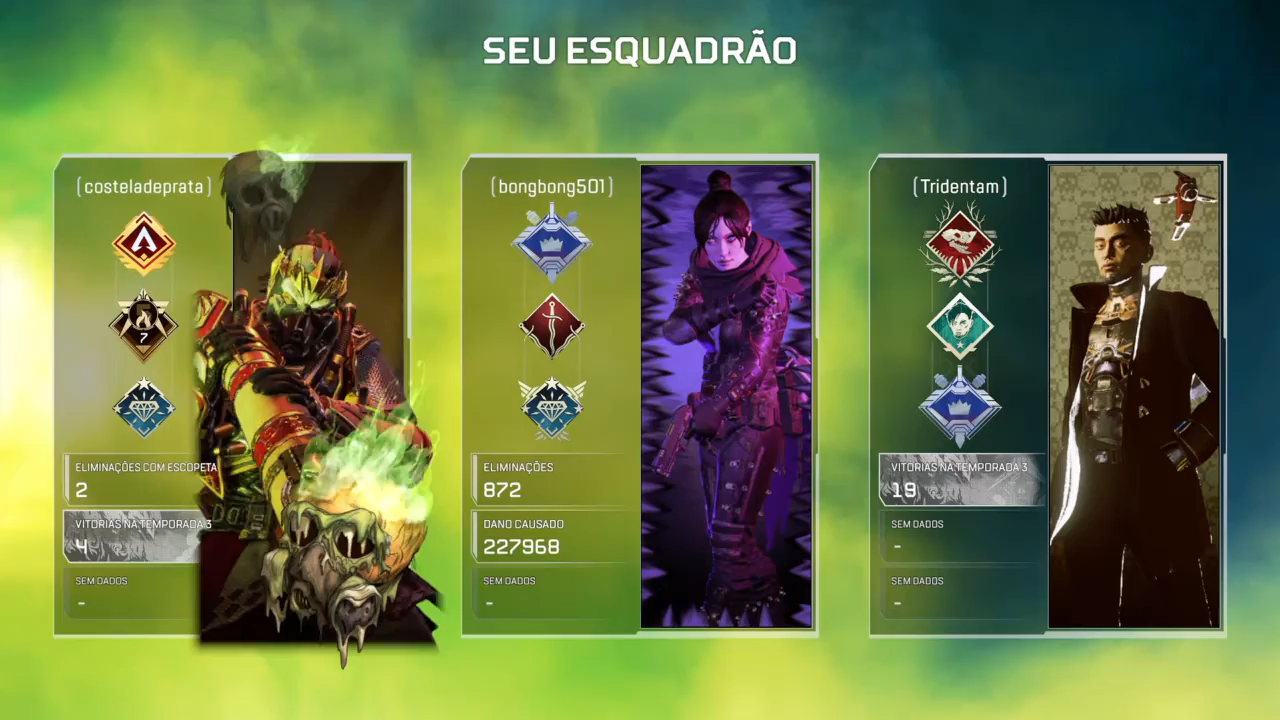 SEU ESQUADRÃO
[costeladeprata]
7
ELIMINAÇÕES COM ESCOPETA
2
VITÓRIAS NA TEMPORADA 3
4
SEM DADOS
-
[bongbong501]
ELIMINAÇÕES
872
DANO CAUSADO
227968
SEM DADOS
-
[Tridentam]
VITÓRIAS NA TEMPORADA 3
19
SEM DADOS
-
SEM DADOS
-